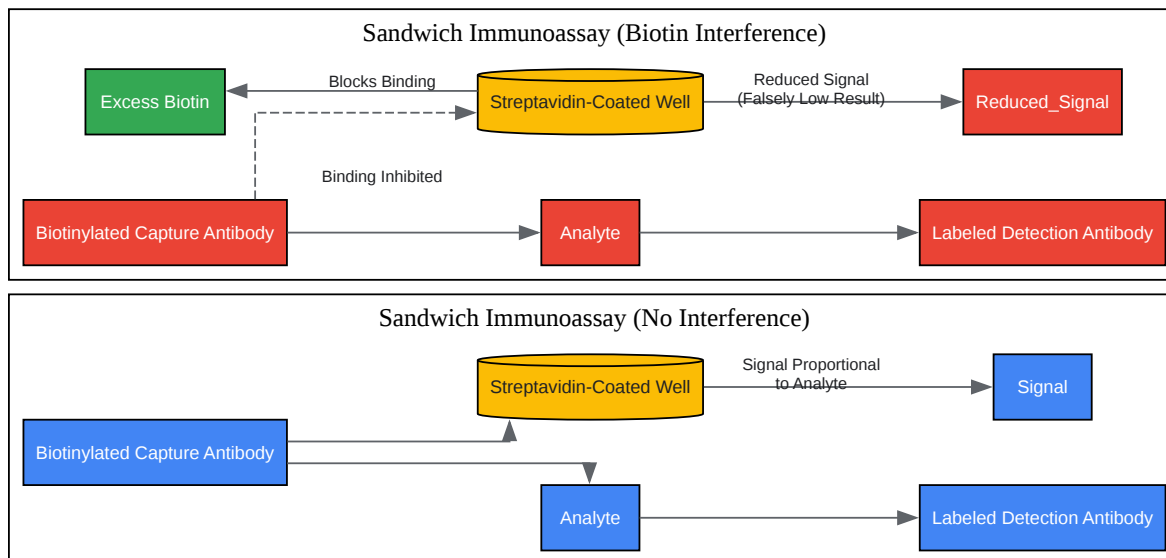 Sandwich Immunoassay (Biotin Interference)
Excess Biotin
Blocks Binding
Streptavidin-Coated Well
Reduced Signal
(Falsely Low Result)
Reduced_Signal
Binding Inhibited
Biotinylated Capture Antibody
Analyte
Labeled Detection Antibody
Sandwich Immunoassay (No Interference)
Streptavidin-Coated Well
Signal Proportional
to Analyte
Signal
Biotinylated Capture Antibody
Analyte
Labeled Detection Antibody